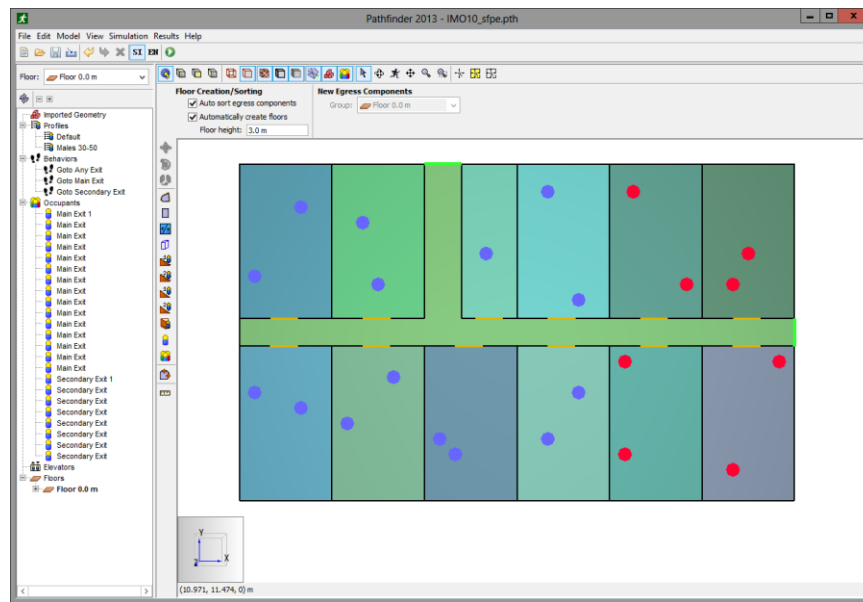 Pathfinder 2013 - IMO10_sfpe.pth
File Edit Model View Simulation Results Help
SI EN
Floor: Floor 0.0 m
Floor Creation/Sorting
New Egress Components
Auto sort egress components
Group: Floor 0.0 m
Automatically create floors
Floor height: 3.0 m
Imported Geometry
Profiles
Default
Males 30-50
Behaviors
Goto Any Exit
Goto Main Exit
Goto Secondary Exit
Occupants
Main Exit 1
Main Exit
Main Exit
Main Exit
Main Exit
Main Exit
Main Exit
Main Exit
Main Exit
Main Exit
Main Exit
Main Exit
Main Exit
Main Exit
Main Exit
Secondary Exit 1
Secondary Exit
Secondary Exit
Secondary Exit
Secondary Exit
Secondary Exit
Secondary Exit
Secondary Exit
Elevators
Floors
Floor 0.0 m
Y
Z
X
(10.971, 11.474, 0) m